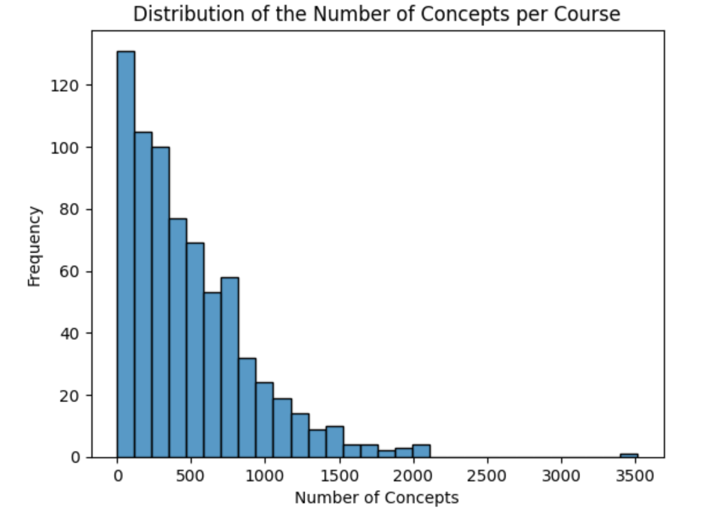 Distribution of the Number of Concepts per Course
120
100
80
60
40
20
0
Frequency
0 500 1000 1500 2000 2500 3000 3500
Number of Concepts